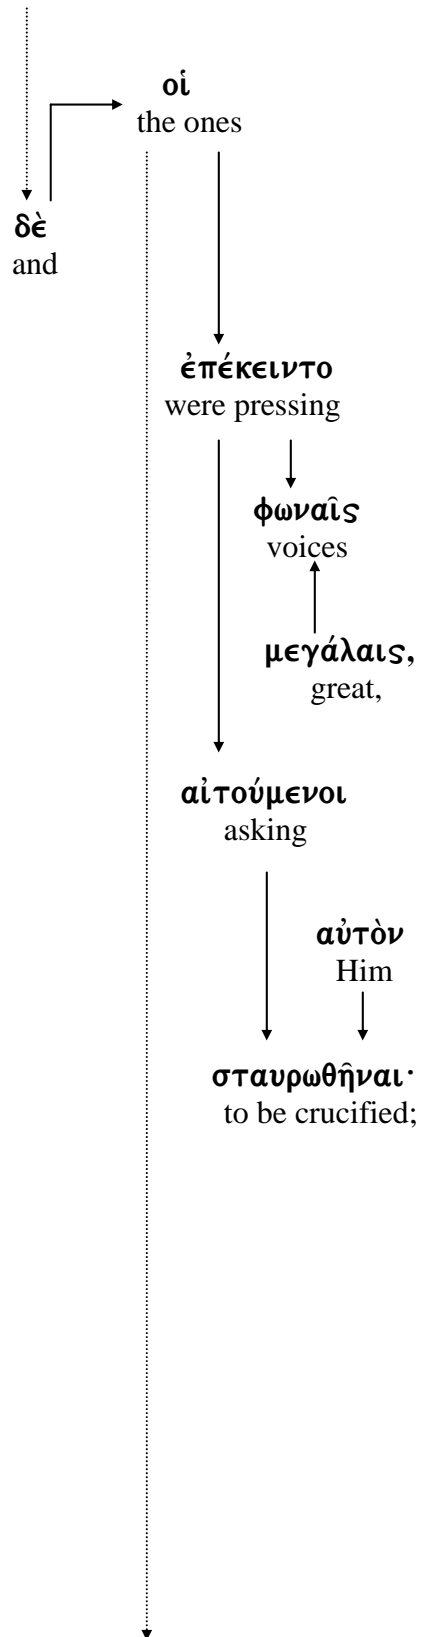 οἱ
the ones
δὲ
and
ἐπέκειντο
were pressing
φωναῖς
voices
μεγάλαις,
great,
αἰτούμενοι
asking
αὐτὸν
Him
σταυρωθῆναι·
to be crucified;